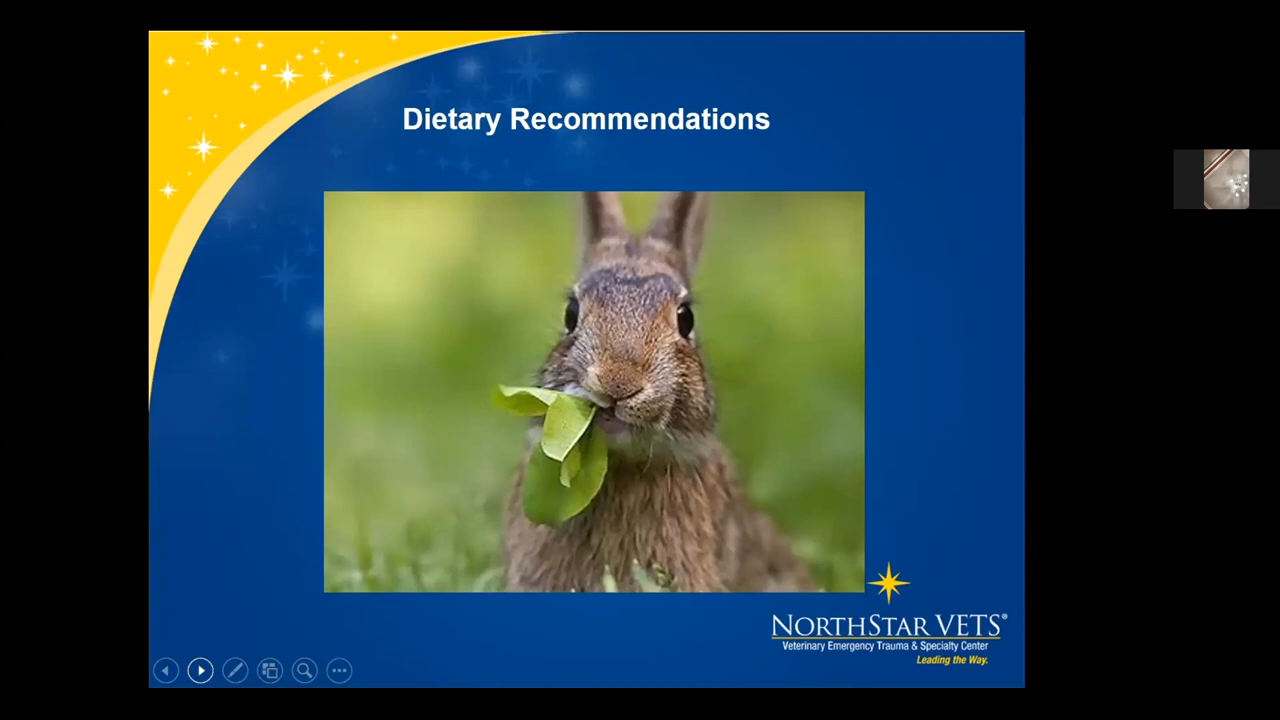 Dietary Recommendations
NORTHSTAR VETS®
Veterinary Emergency Trauma & Specialty Center
Leading the Way.